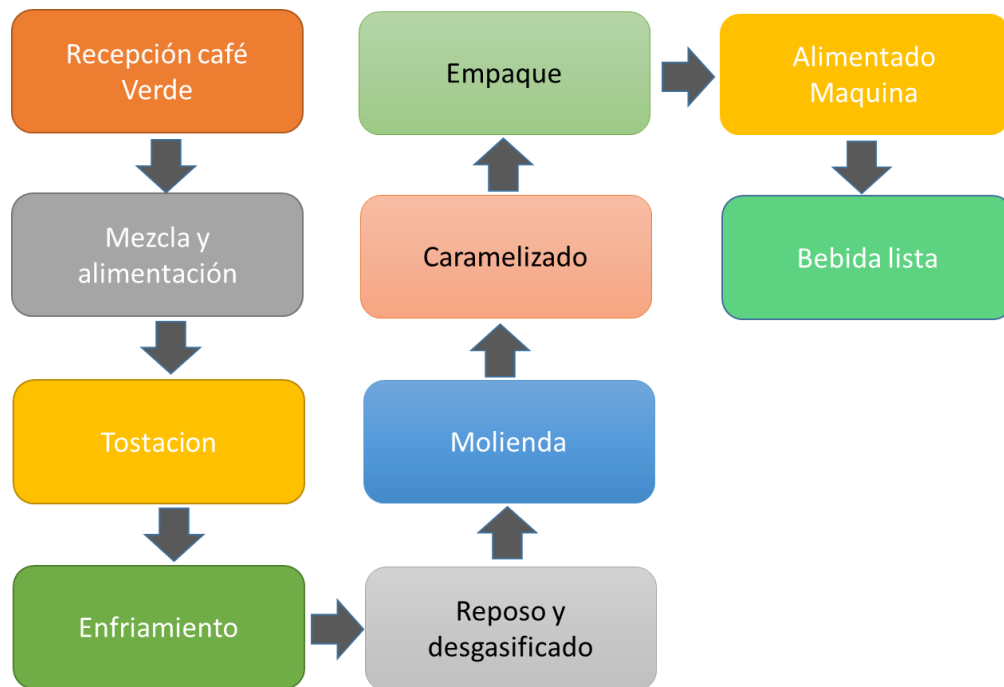 Recepción café
Verde
Mezcla y
alimentación
Tostacion
Enfriamiento
Reposo y
desgasificado
Molienda
Caramelizado
Empaque
Alimentado
Maquina
Bebida lista